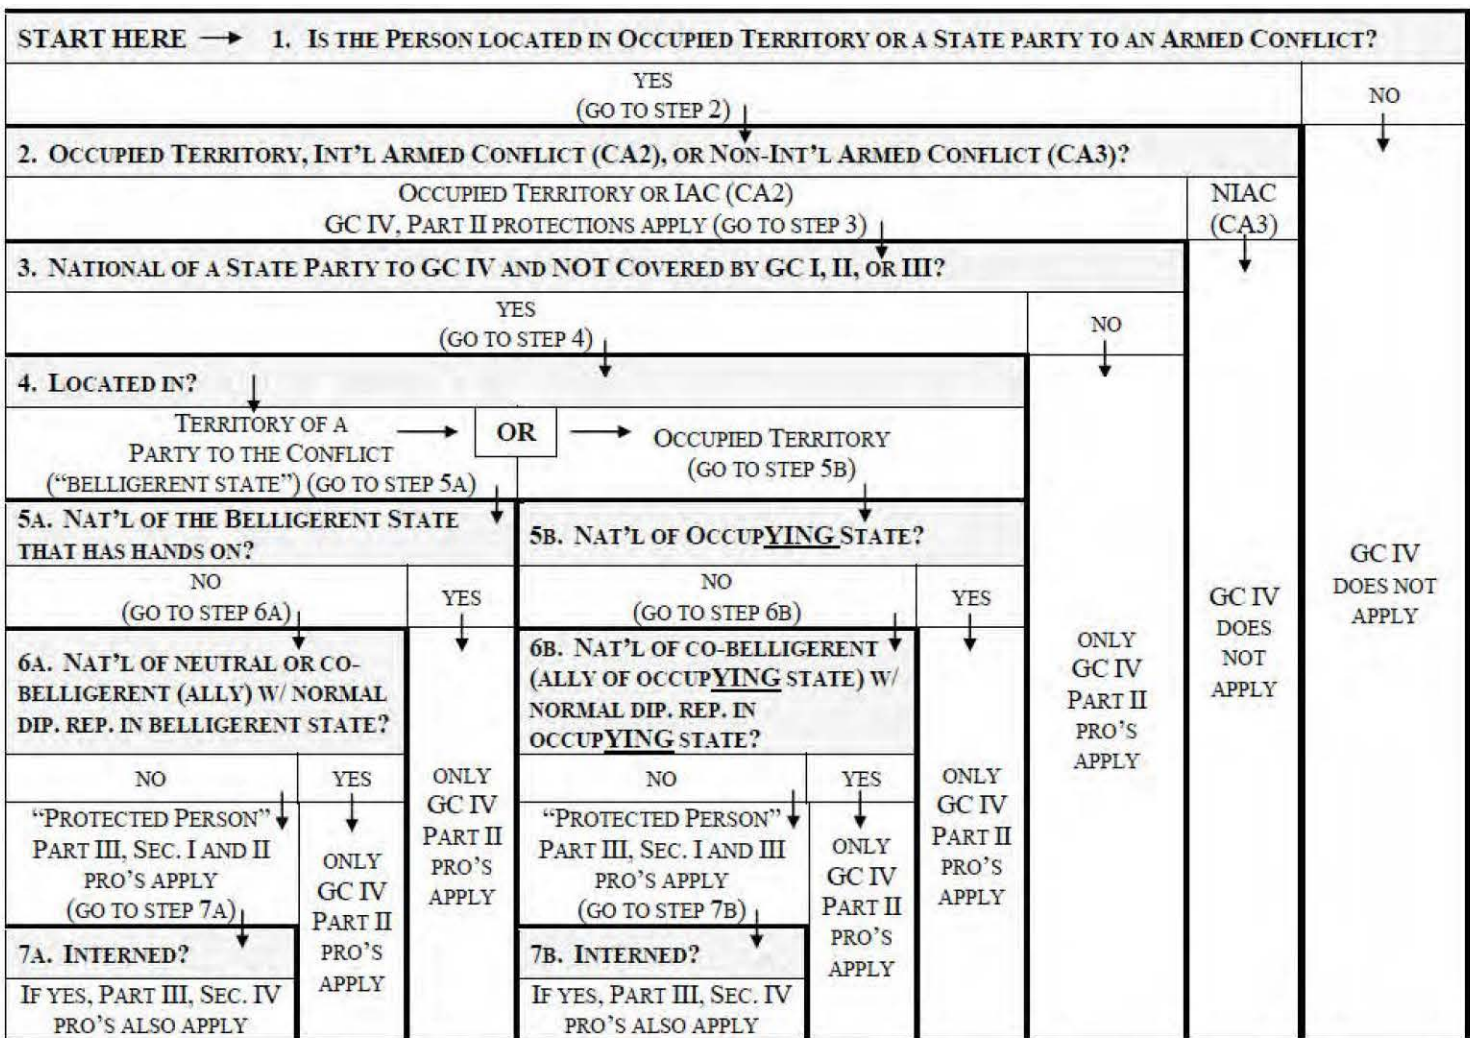 START HERE → 1. IS THE PERSON LOCATED IN OCCUPIED TERRITORY OR A STATE PARTY TO AN ARMED CONFLICT?
YES
(GO TO STEP 2)
NO
2. OCCUPIED TERRITORY, INT'L ARMED CONFLICT (CA2), OR NON-INT'L ARMED CONFLICT (CA3)?
OCCUPIED TERRITORY OR IAC (CA2)
GC IV, PART II PROTECTIONS APPLY (GO TO STEP 3)
NIAC
(CA3)
3. NATIONAL OF A STATE PARTY TO GC IV AND NOT COVERED BY GC I, II, OR III?
YES
(GO TO STEP 4)
NO
4. LOCATED IN?
TERRITORY OF A
PARTY TO THE CONFLICT
("BELLIGERENT STATE") (GO TO STEP 5A)
OR
OCCUPIED TERRITORY
(GO TO STEP 5B)
5A. NAT'L OF THE BELLIGERENT STATE
THAT HAS HANDS ON?
5B. NAT'L OF OCCUPYING STATE?
NO
(GO TO STEP 6A)
YES
NO
(GO TO STEP 6B)
YES
6A. NAT'L OF NEUTRAL OR CO-
BELLIGERENT (ALLY) W/ NORMAL
DIP. REP. IN BELLIGERENT STATE?
6B. NAT'L OF CO-BELLIGERENT
(ALLY OF OCCUPYING STATE) W/
NORMAL DIP. REP. IN
OCCUPYING STATE?
NO
YES
NO
YES
"PROTECTED PERSON"
PART III, SEC. I AND II
PRO'S APPLY
(GO TO STEP 7A)
ONLY
GC IV
PART II
PRO'S
APPLY
ONLY
GC IV
PART II
PRO'S
APPLY
"PROTECTED PERSON"
PART III, SEC. I AND III
PRO'S APPLY
(GO TO STEP 7B)
ONLY
GC IV
PART II
PRO'S
APPLY
ONLY
GC IV
PART II
PRO'S
APPLY
ONLY
GC IV
PART II
PRO'S
APPLY
GC IV
DOES
NOT
APPLY
GC IV
DOES NOT
APPLY
7A. INTERNED?
IF YES, PART III, SEC. IV
PRO'S ALSO APPLY
7B. INTERNED?
IF YES, PART III, SEC. IV
PRO'S ALSO APPLY